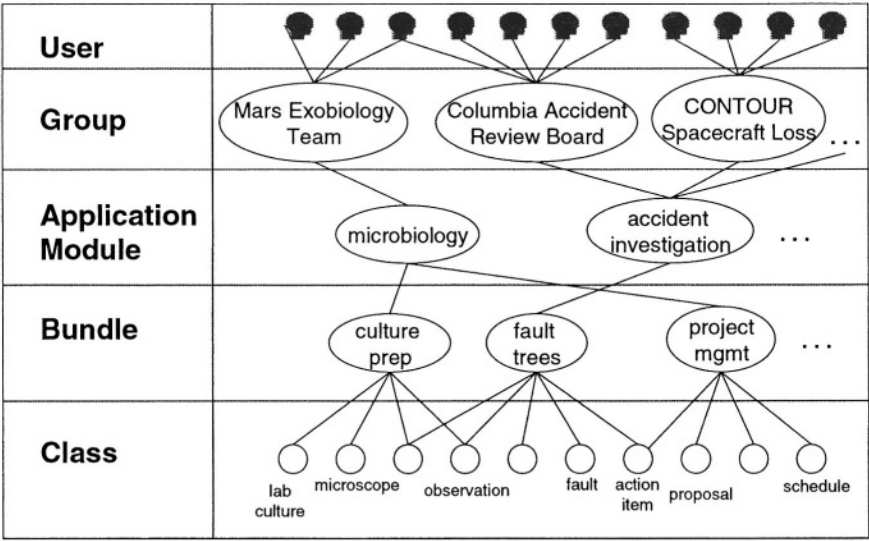 User
Group
Mars Exobiology
Team
Columbia Accident
Review Board
CONTOUR
Spacecraft Loss
...
Application
Module
microbiology
accident
investigation
...
Bundle
culture
prep
fault
trees
project
mgmt
...
Class
lab
culture
microscope
observation
fault
action
item
proposal
schedule